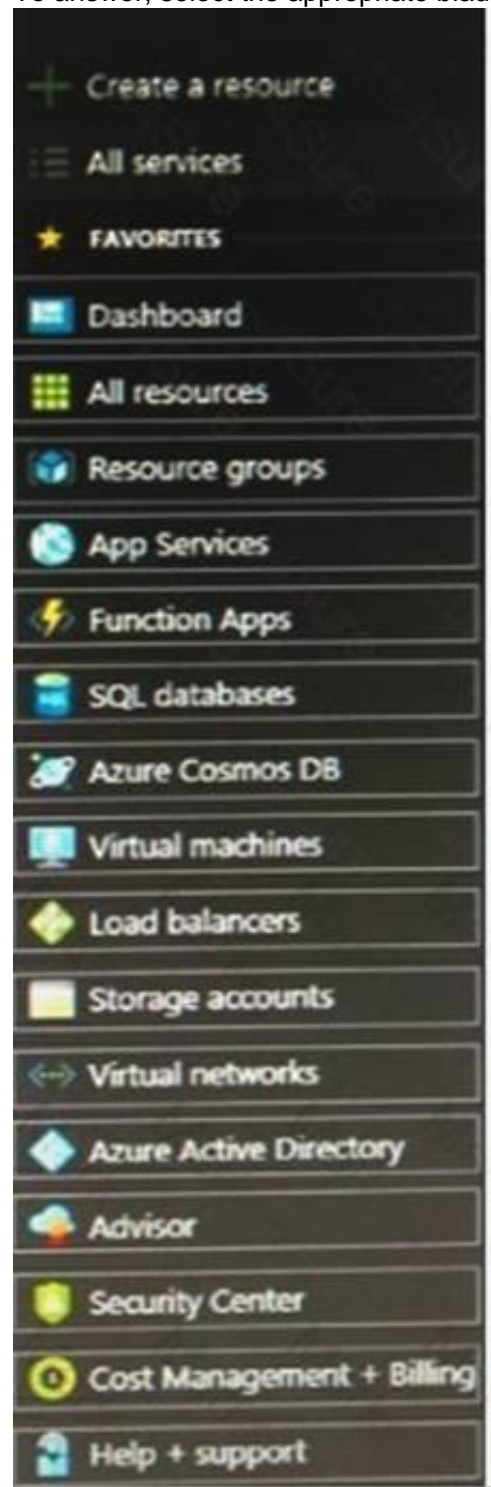 Create a resource
All services
FAVORITES
Dashboard
All resources
Resource groups
App Services
Function Apps
SQL databases
Azure Cosmos DB
Virtual machines
Load balancers
Storage accounts
Virtual networks
Azure Active Directory
Advisor
Security Center
Cost Management + Billing
Help + support